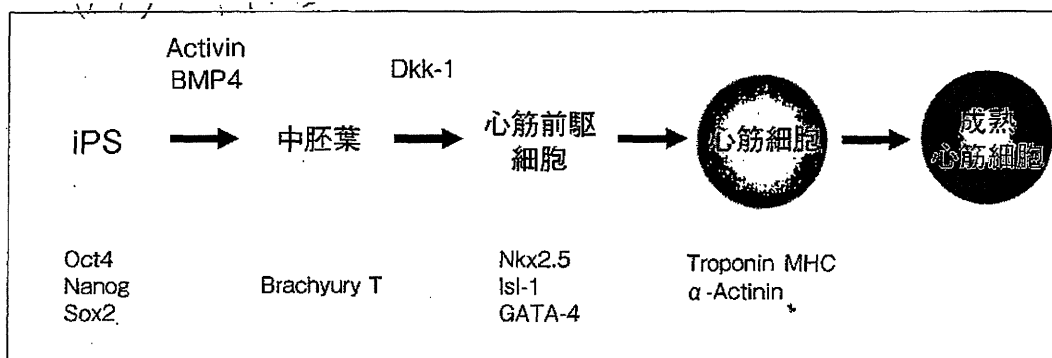 Activin
BMP4
Dkk-1
iPS
中胚葉
心筋前駆
細胞
心筋細胞
成熟
心筋細胞
Oct4
Nanog
Sox2
Brachyury T
Nkx2.5
Isl-1
GATA-4
Troponin MHC
α-Actinin